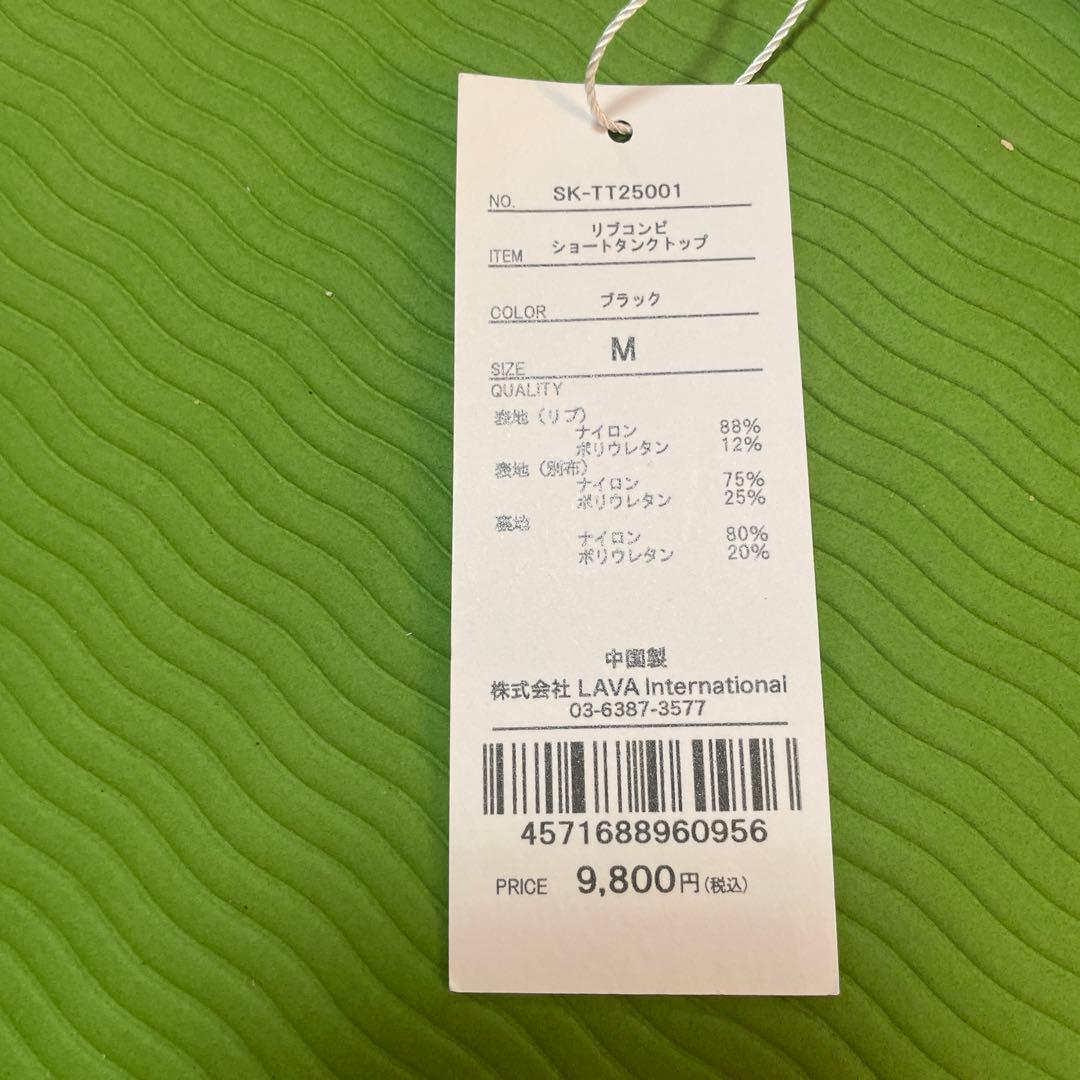 NO. SK-TT25001
リブコンビ
ITEM ショートタンクトップ
COLOR ブラック
SIZE M
QUALITY
表地（リブ）
ナイロン 88%
ポリウレタン 12%
表地（別布）
ナイロン 75%
ポリウレタン 25%
裏地
ナイロン 80%
ポリウレタン 20%
中国製
株式会社 LAVA International
03-6387-3577
4571688960956
PRICE 9,800円(税込)